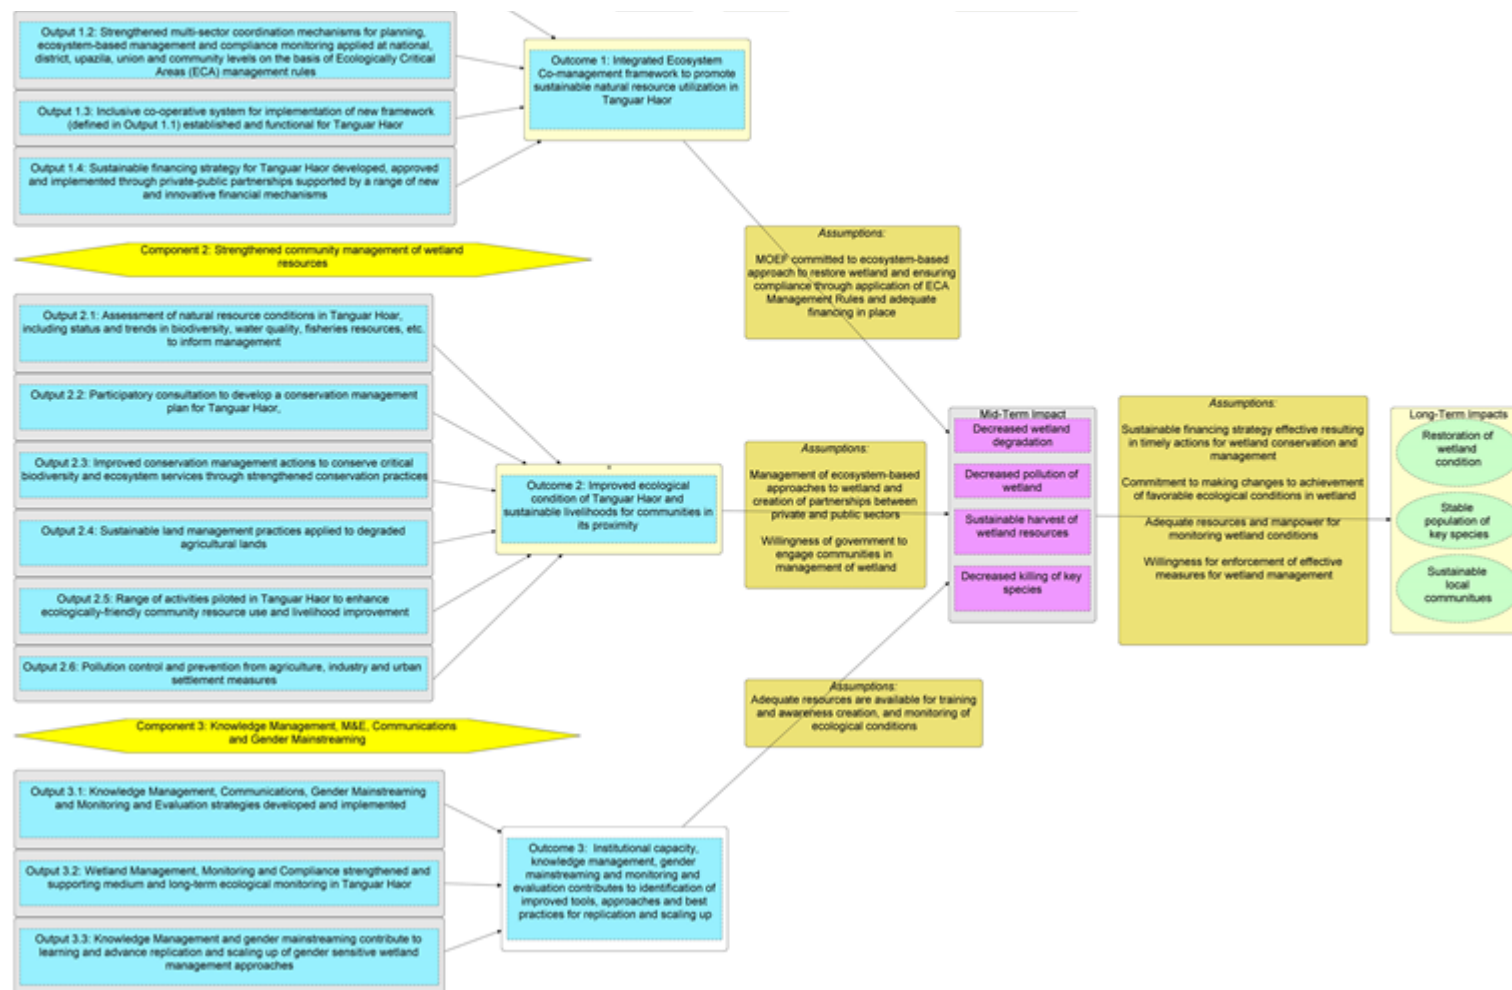 Output 1.2: Strengthened multi-sector coordination mechanisms for planning,
ecosystem-based management and compliance monitoring applied at national,
district, upazila, union and community levels on the basis of Ecologically Critical
Areas (ECA) management rules
Output 1.3: Inclusive co-operative system for implementation of new framework
(defined in Output 1.1) established and functional for Tanguar Haor
Output 1.4: Sustainable financing strategy for Tanguar Haor developed, approved
and implemented through private-public partnerships supported by a range of new
and innovative financial mechanisms
Outcome 1: Integrated Ecosystem
Co-management framework to promote
sustainable natural resource utilization in
Tanguar Haor
Component 2: Strengthened community management of wetland
resources
Output 2.1: Assessment of natural resource conditions in Tanguar Hoar,
including status and trends in biodiversity, water quality, fisheries resources, etc.
to inform management
Output 2.2: Participatory consultation to develop a conservation management
plan for Tanguar Haor,
Output 2.3: Improved conservation management actions to conserve critical
biodiversity and ecosystem services through strengthened conservation practices
Output 2.4: Sustainable land management practices applied to degraded
agricultural lands
Output 2.5: Range of activities piloted in Tanguar Haor to enhance
ecologically-friendly community resource use and livelihood improvement
Output 2.6: Pollution control and prevention from agriculture, industry and urban
settlement measures
Outcome 2: Improved ecological
condition of Tanguar Haor and
sustainable livelihoods for communities in
its proximity
Component 3: Knowledge Management, M&E, Communications
and Gender Mainstreaming
Output 3.1: Knowledge Management, Communications, Gender Mainstreaming
and Monitoring and Evaluation strategies developed and implemented
Output 3.2: Wetland Management, Monitoring and Compliance strengthened and
supporting medium and long-term ecological monitoring in Tanguar Haor
Output 3.3: Knowledge Management and gender mainstreaming contribute to
learning and advance replication and scaling up of gender sensitive wetland
management approaches
Outcome 3: Institutional capacity,
knowledge management, gender
mainstreaming and monitoring and
evaluation contributes to identification of
improved tools, approaches and best
practices for replication and scaling up
Assumptions:
MOEF committed to ecosystem-based
approach to restore wetland and ensuring
compliance through application of ECA
Management Rules and adequate
financing in place
Assumptions:
Management of ecosystem-based
approaches to wetland and
creation of partnerships between
private and public sectors
Willingness of government to
engage communities in
management of wetland
Assumptions:
Adequate resources are available for training
and awareness creation, and monitoring of
ecological conditions
Mid-Term Impact
Decreased wetland
degradation
Decreased pollution of
wetland
Sustainable harvest of
wetland resources
Decreased killing of key
species
Assumptions:
Sustainable financing strategy effective resulting
in timely actions for wetland conservation and
management
Commitment to making changes to achievement
of favorable ecological conditions in wetland
Adequate resources and manpower for
monitoring wetland conditions
Willingness for enforcement of effective
measures for wetland management
Long-Term Impacts
Restoration of
wetland
condition
Stable
population of
key species
Sustainable
local
communitues